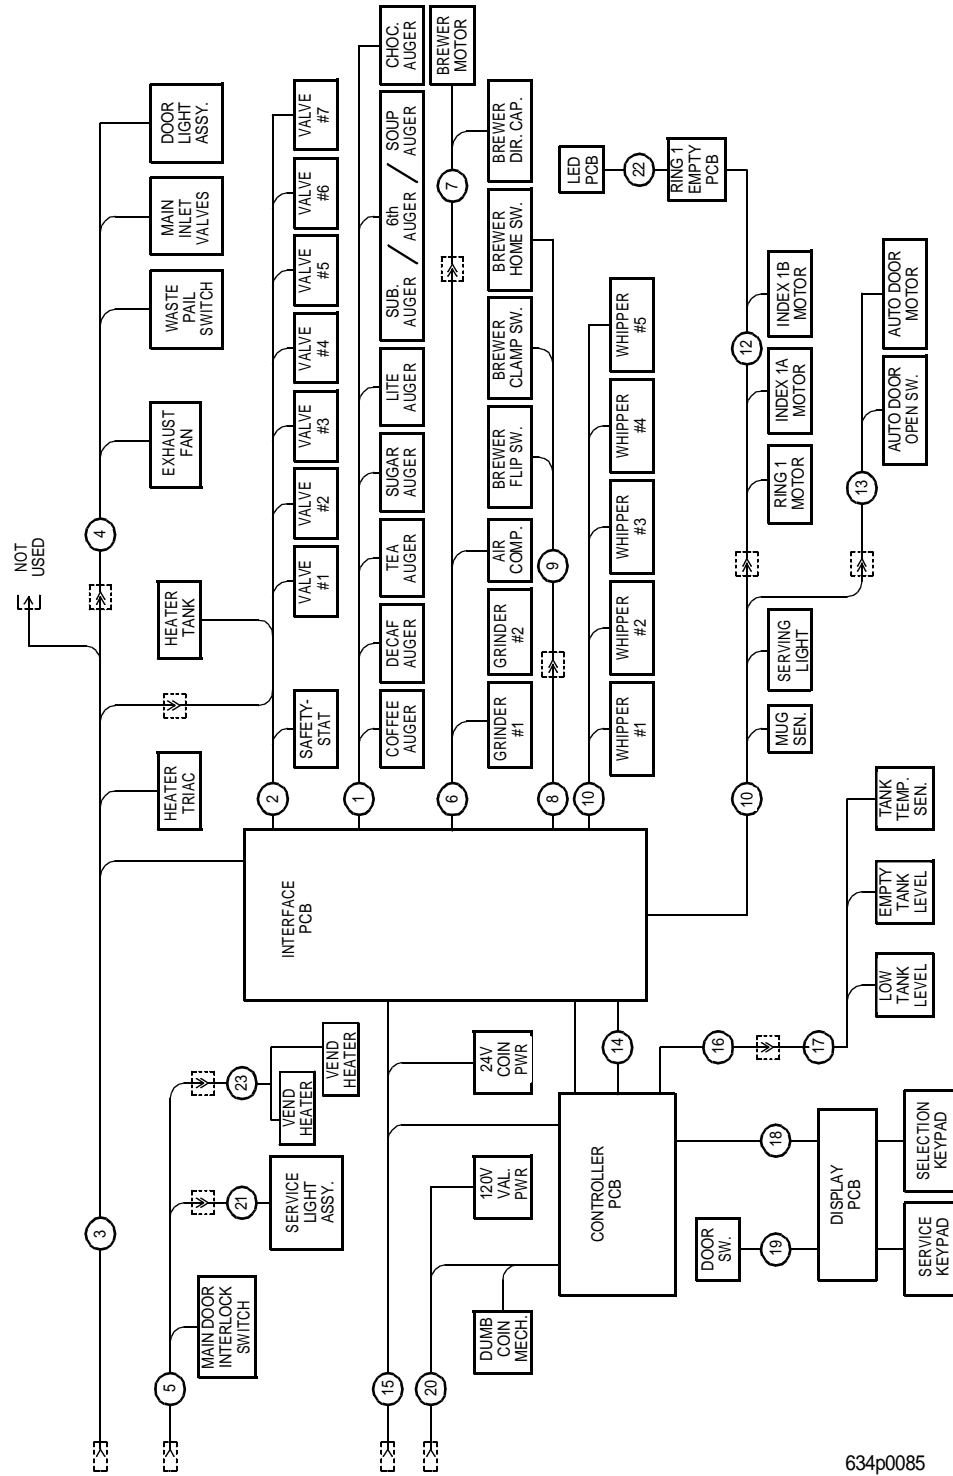 NOT
USED
3
4
DOOR
LIGHT
ASSY.
MAIN
INLET
VALVES
WASTE
PAIL
SWITCH
EXHAUST
FAN
HEATER
TANK
HEATER
TRIAC
5
MAIN DOOR
INTERLOCK
SWITCH
21
SERVICE
LIGHT
ASSY.
23
VEND
HEATER
VEND
HEATER
2
SAFETY-
STAT
VALVE
#1
VALVE
#2
VALVE
#3
VALVE
#4
VALVE
#5
VALVE
#6
VALVE
#7
INTERFACE
PCB
1
COFFEE
AUGER
DECAF
AUGER
TEA
AUGER
SUGAR
AUGER
LITE
AUGER
SUB.
AUGER
/
6th
AUGER
/
SOUP
AUGER
CHOC.
AUGER
15
24V
COIN
PWR
6
GRINDER
#1
GRINDER
#2
AIR
COMP.
7
BREWER
MOTOR
BREWER
DIR. CAP.
20
DUMB
COIN
MECH.
120V
VAL.
PWR
8
9
BREWER
FLIP SW.
BREWER
CLAMP SW.
BREWER
HOME SW.
10
WHIPPER
#1
WHIPPER
#2
WHIPPER
#3
WHIPPER
#4
WHIPPER
#5
CONTROLLER
PCB
14
LED
PCB
22
RING 1
EMPTY
PCB
10
MUG
SEN.
SERVING
LIGHT
12
RING 1
MOTOR
INDEX 1A
MOTOR
INDEX 1B
MOTOR
16
17
LOW
TANK
LEVEL
EMPTY
TANK
LEVEL
TANK
TEMP.
SEN.
13
AUTO DOOR
OPEN SW.
AUTO DOOR
MOTOR
DOOR
SW.
19
18
DISPLAY
PCB
SERVICE
KEYPAD
SELECTION
KEYPAD
634p0085